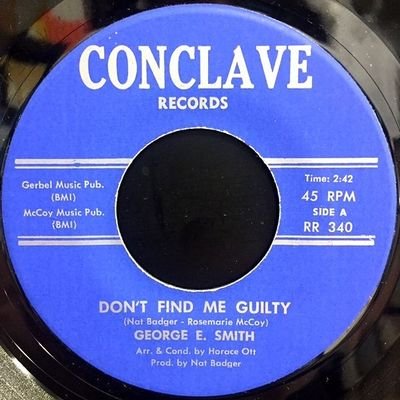 CONCLAVE
RECORDS
Gerbel Music Pub.
(BMI)
McCoy Music Pub.
(BMI)
Time: 2:42
45 RPM
SIDE A
RR 340
DON'T FIND ME GUILTY
(Nat Badger - Rosemarie McCoy)
GEORGE E. SMITH
Arr. & Cond. by Horace Ott
Prod. by Nat Badger